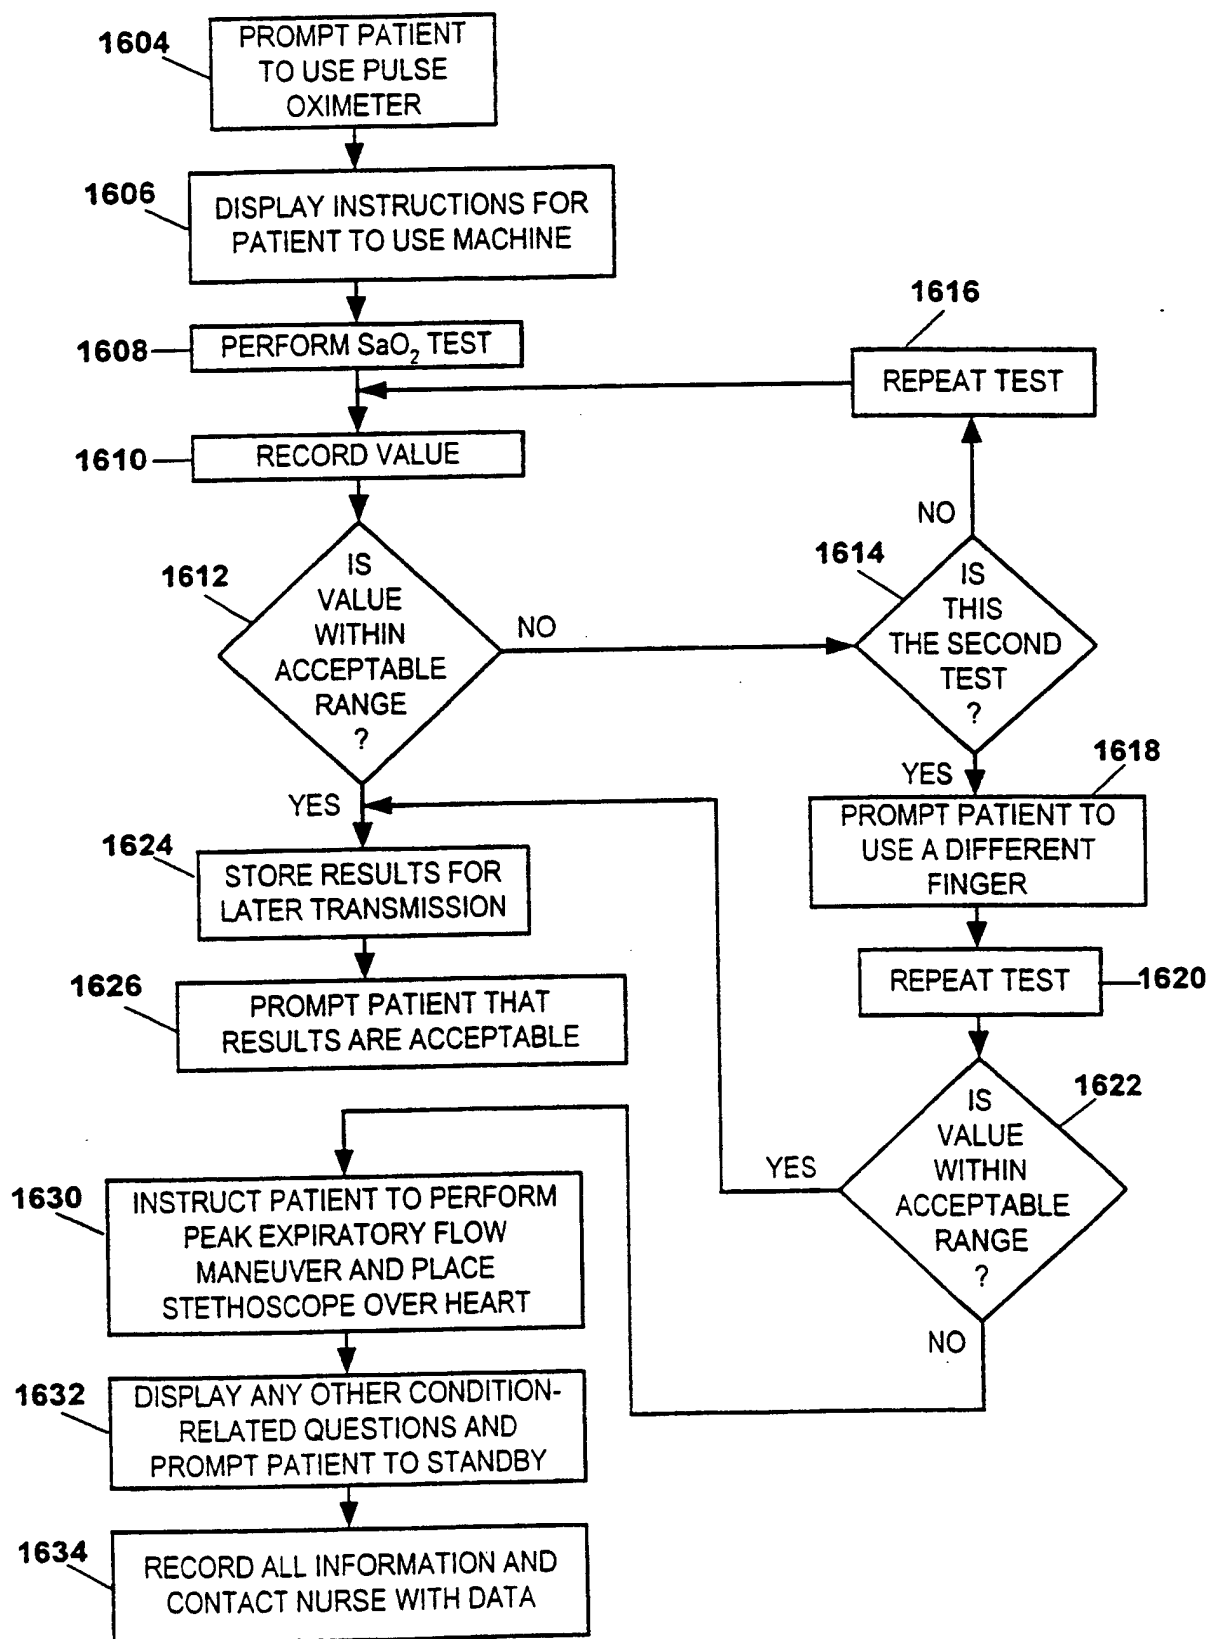 1604
PROMPT PATIENT
TO USE PULSE
OXIMETER
1606
DISPLAY INSTRUCTIONS FOR
PATIENT TO USE MACHINE
1608
PERFORM SaO₂ TEST
1616
REPEAT TEST
1610
RECORD VALUE
NO
1612
IS
VALUE
WITHIN
ACCEPTABLE
RANGE
?
NO
1614
IS
THIS
THE SECOND
TEST
?
YES
YES
1618
PROMPT PATIENT TO
USE A DIFFERENT
FINGER
1624
STORE RESULTS FOR
LATER TRANSMISSION
REPEAT TEST
1620
1626
PROMPT PATIENT THAT
RESULTS ARE ACCEPTABLE
1622
IS
VALUE
WITHIN
ACCEPTABLE
RANGE
?
YES
NO
1630
INSTRUCT PATIENT TO PERFORM
PEAK EXPIRATORY FLOW
MANEUVER AND PLACE
STETHOSCOPE OVER HEART
1632
DISPLAY ANY OTHER CONDITION-
RELATED QUESTIONS AND
PROMPT PATIENT TO STANDBY
1634
RECORD ALL INFORMATION AND
CONTACT NURSE WITH DATA